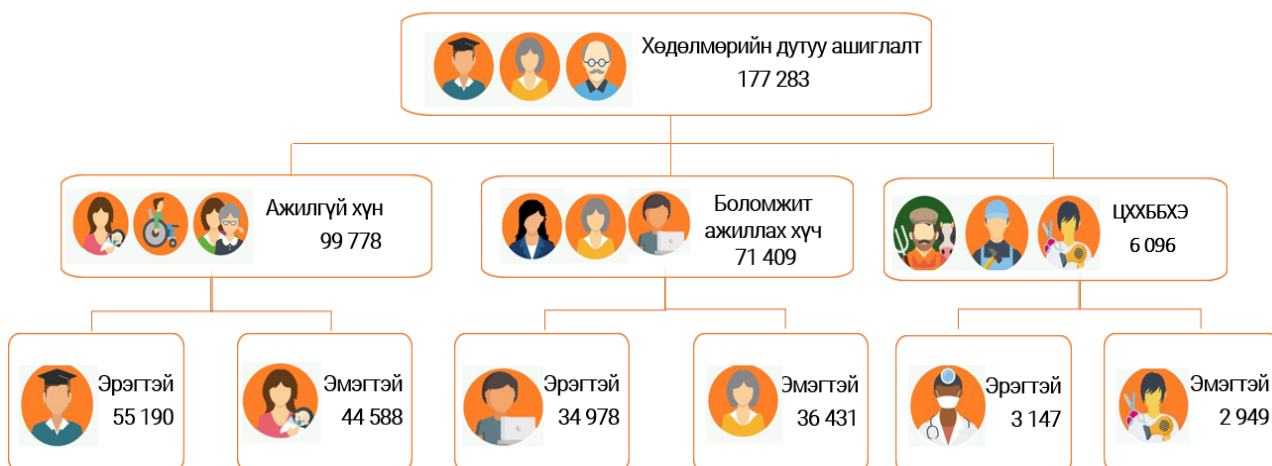 Хөдөлмөрийн дутуу ашиглалт
177 283
Ажилгүй хүн
99 778
Боломжит
ажиллах хүч
71 409
ЦХХББХЭ
6 096
Эрэгтэй
55 190
Эмэгтэй
44 588
Эрэгтэй
34 978
Эмэгтэй
36 431
Эрэгтэй
3 147
Эмэгтэй
2 949